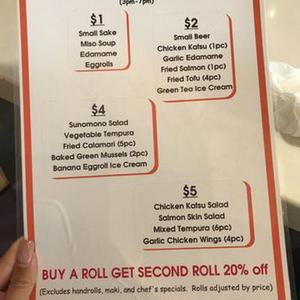 (3pm-7pm)
$1
Small Sake
Miso Soup
Edamame
Eggrolls
$2
Small Beer
Chicken Katsu (1pc)
Garlic Edamame
Fried Salmon (1pc)
Fried Tofu (4pc)
Green Tea Ice Cream
$4
Sunomono Salad
Vegetable Tempura
Fried Calamari (5pc)
Baked Green Mussels (2pc)
Banana Eggroll Ice Cream
$5
Chicken Katsu Salad
Salmon Skin Salad
Mixed Tempura (6pc)
Garlic Chicken Wings (4pc)
BUY A ROLL GET SECOND ROLL 20% off
(Excludes handrolls, maki, and chef's specials. Rolls adjusted by price)